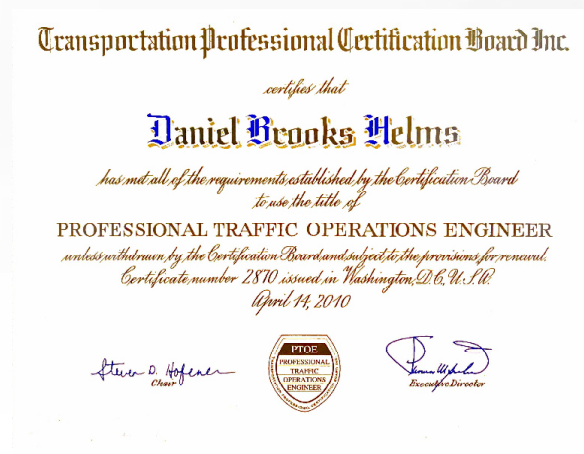 Transportation Professional Certification Board Inc.
certifies that
Daniel Brooks Helms
has met all of the requirements established by the Certification Board
to use the title of
PROFESSIONAL TRAFFIC OPERATIONS ENGINEER
unless withdrawn by the Certification Board and subject to the provisions for renewal.
Certificate number 2870 issued in Washington, D.C. U.S.A.
April 14, 2010
Steven D. Hofener
Chair
Executive Director
PTOE
PROFESSIONAL
TRAFFIC
OPERATIONS
ENGINEER